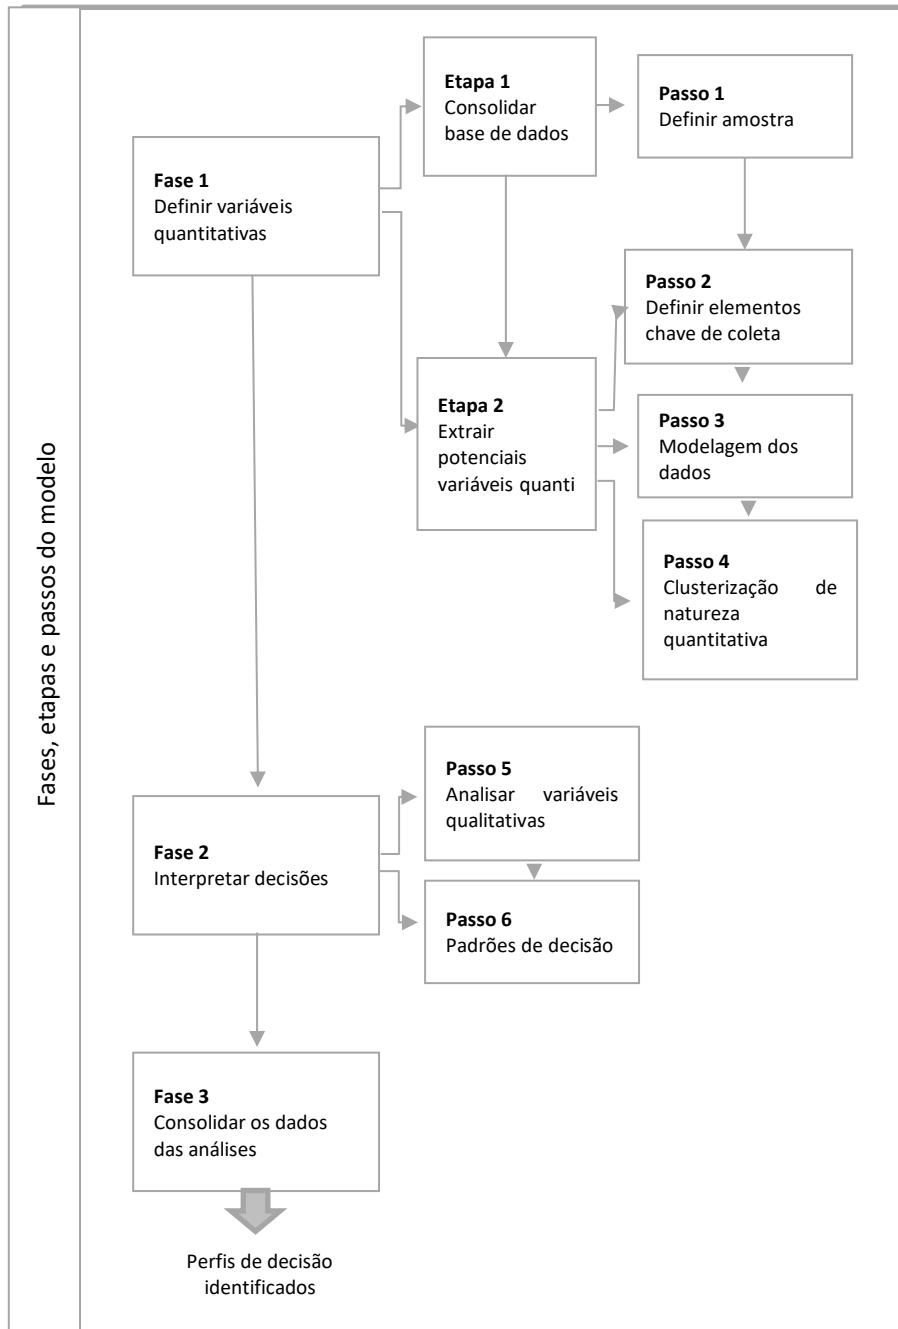 Fases, etapas e passos do modelo
Fase 1
Definir variáveis
quantitativas
Etapa 1
Consolidar
base de dados
Passo 1
Definir amostra
Etapa 2
Extrair
potenciais
variáveis quanti
Passo 2
Definir elementos
chave de coleta
Passo 3
Modelagem dos
dados
Passo 4
Clusterização de
natureza
quantitativa
Fase 2
Interpretar decisões
Passo 5
Analisar variáveis
qualitativas
Passo 6
Padrões de decisão
Fase 3
Consolidar os dados
das análises
Perfis de decisão
identificados